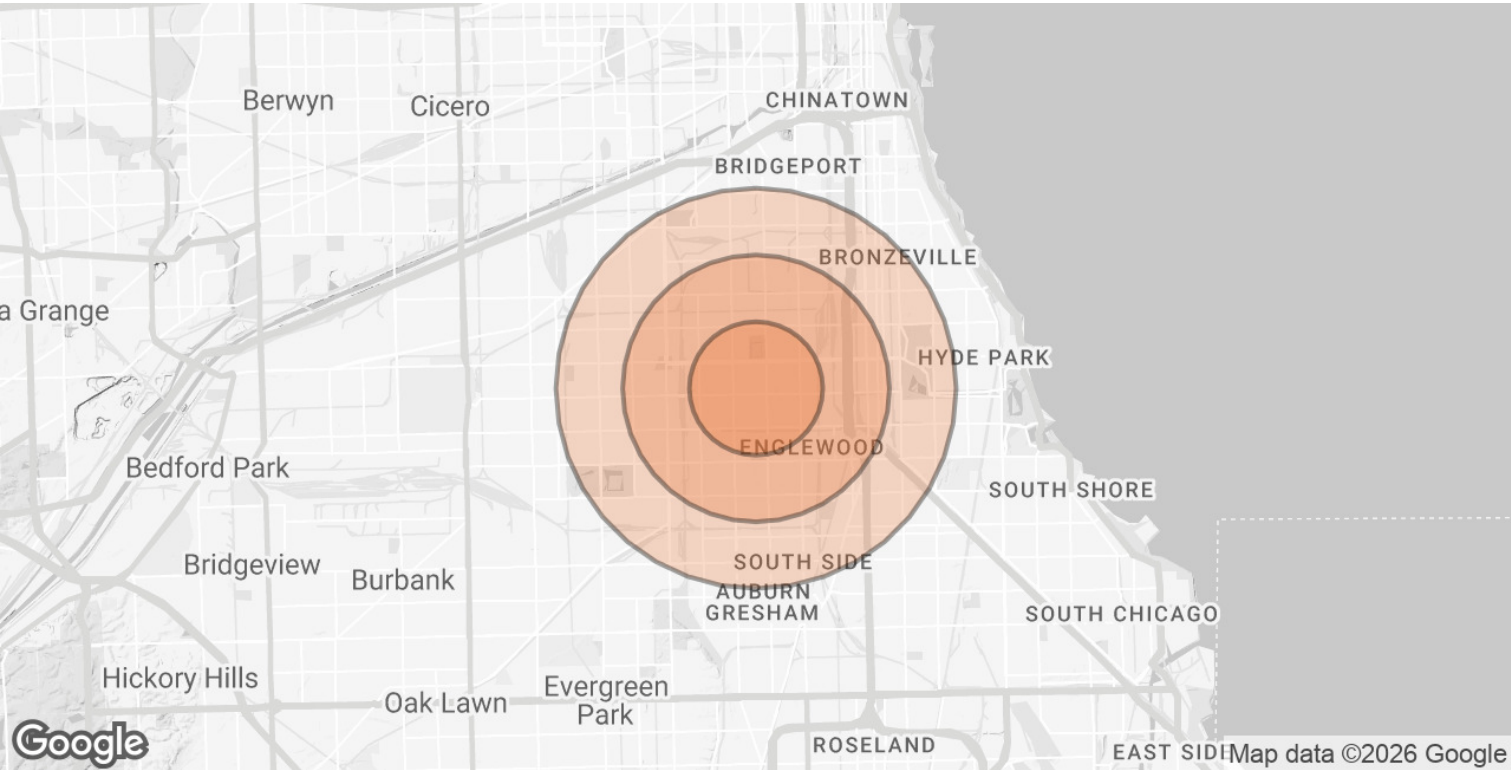 CHINATOWN
Berwyn
Cicero
BRIDGEPORT
BRONZEVILLE
a Grange
HYDE PARK
ENGLEWOOD
Bedford Park
SOUTH SHORE
SOUTH SIDE
Bridgeview
Burbank
AUBURN
GRESHAM
SOUTH CHICAGO
Hickory Hills
Evergreen
Park
Oak Lawn
Google
ROSELAND
EAST SIDE
Map data ©2026 Google